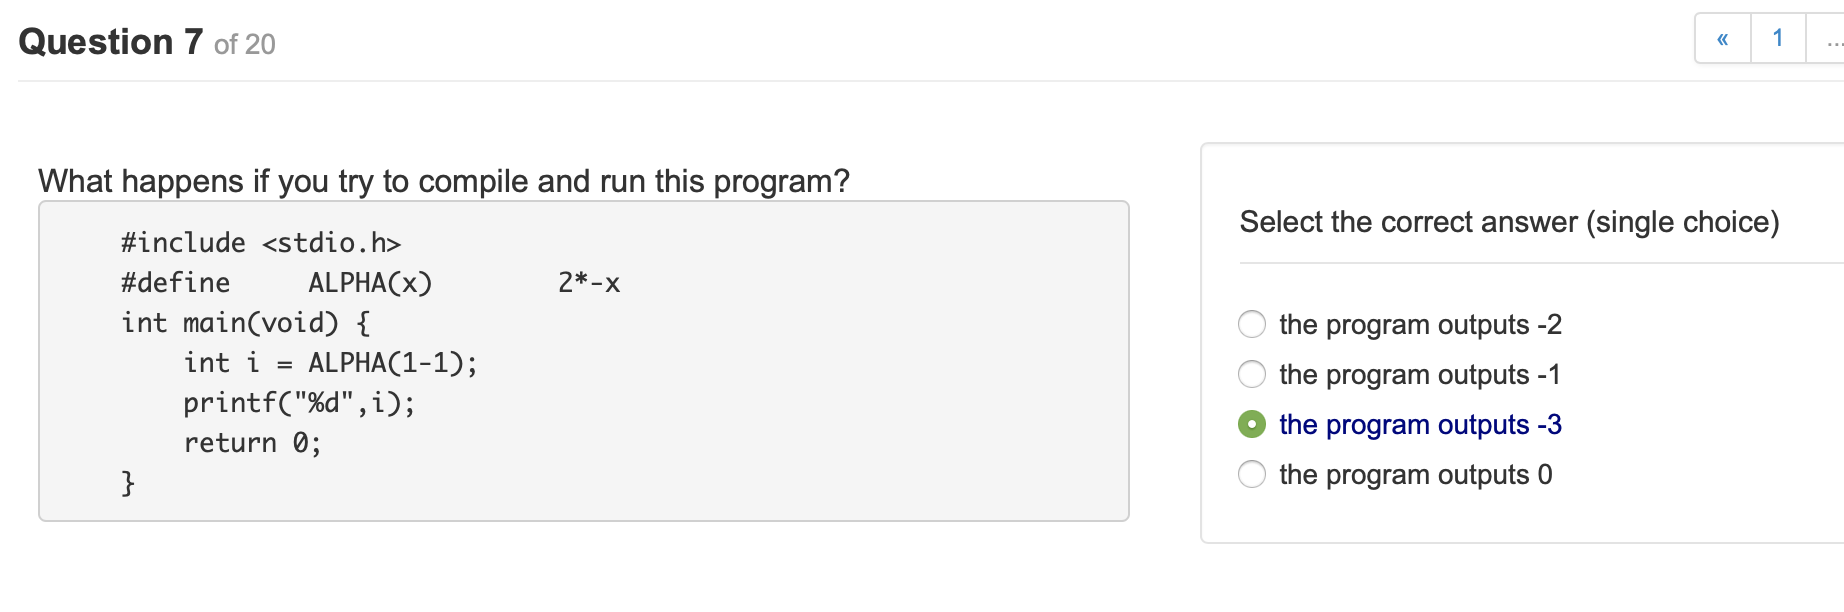 Question 7 of 20
« 1 ...
What happens if you try to compile and run this program?
#include <stdio.h>
#define     ALPHA(x)        2*-x
int main(void) {
    int i = ALPHA(1-1);
    printf("%d",i);
    return 0;
}
Select the correct answer (single choice)
the program outputs -2
the program outputs -1
the program outputs -3
the program outputs 0